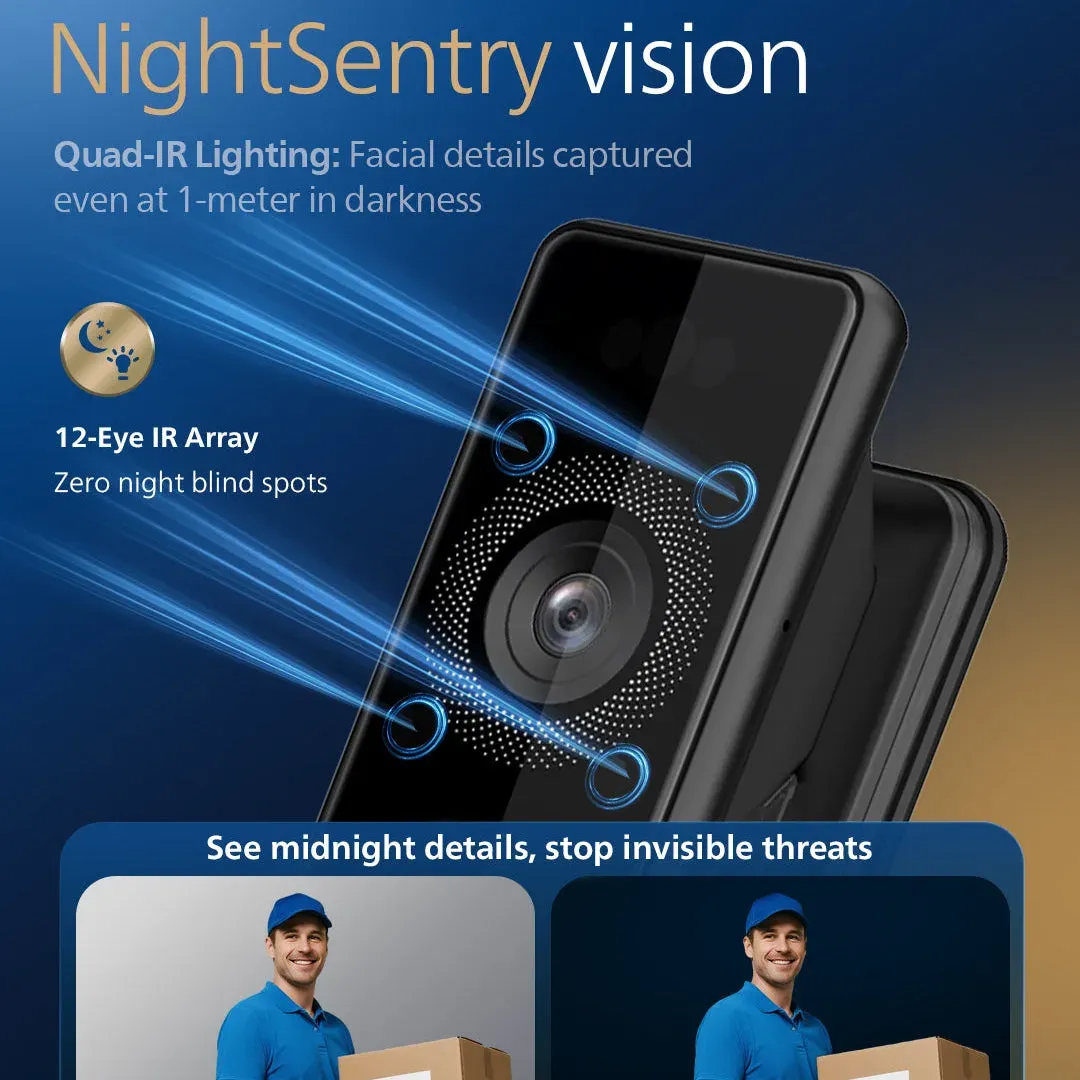 NightSentry vision
Quad-IR Lighting: Facial details captured
even at 1-meter in darkness
12-Eye IR Array
Zero night blind spots
See midnight details, stop invisible threats